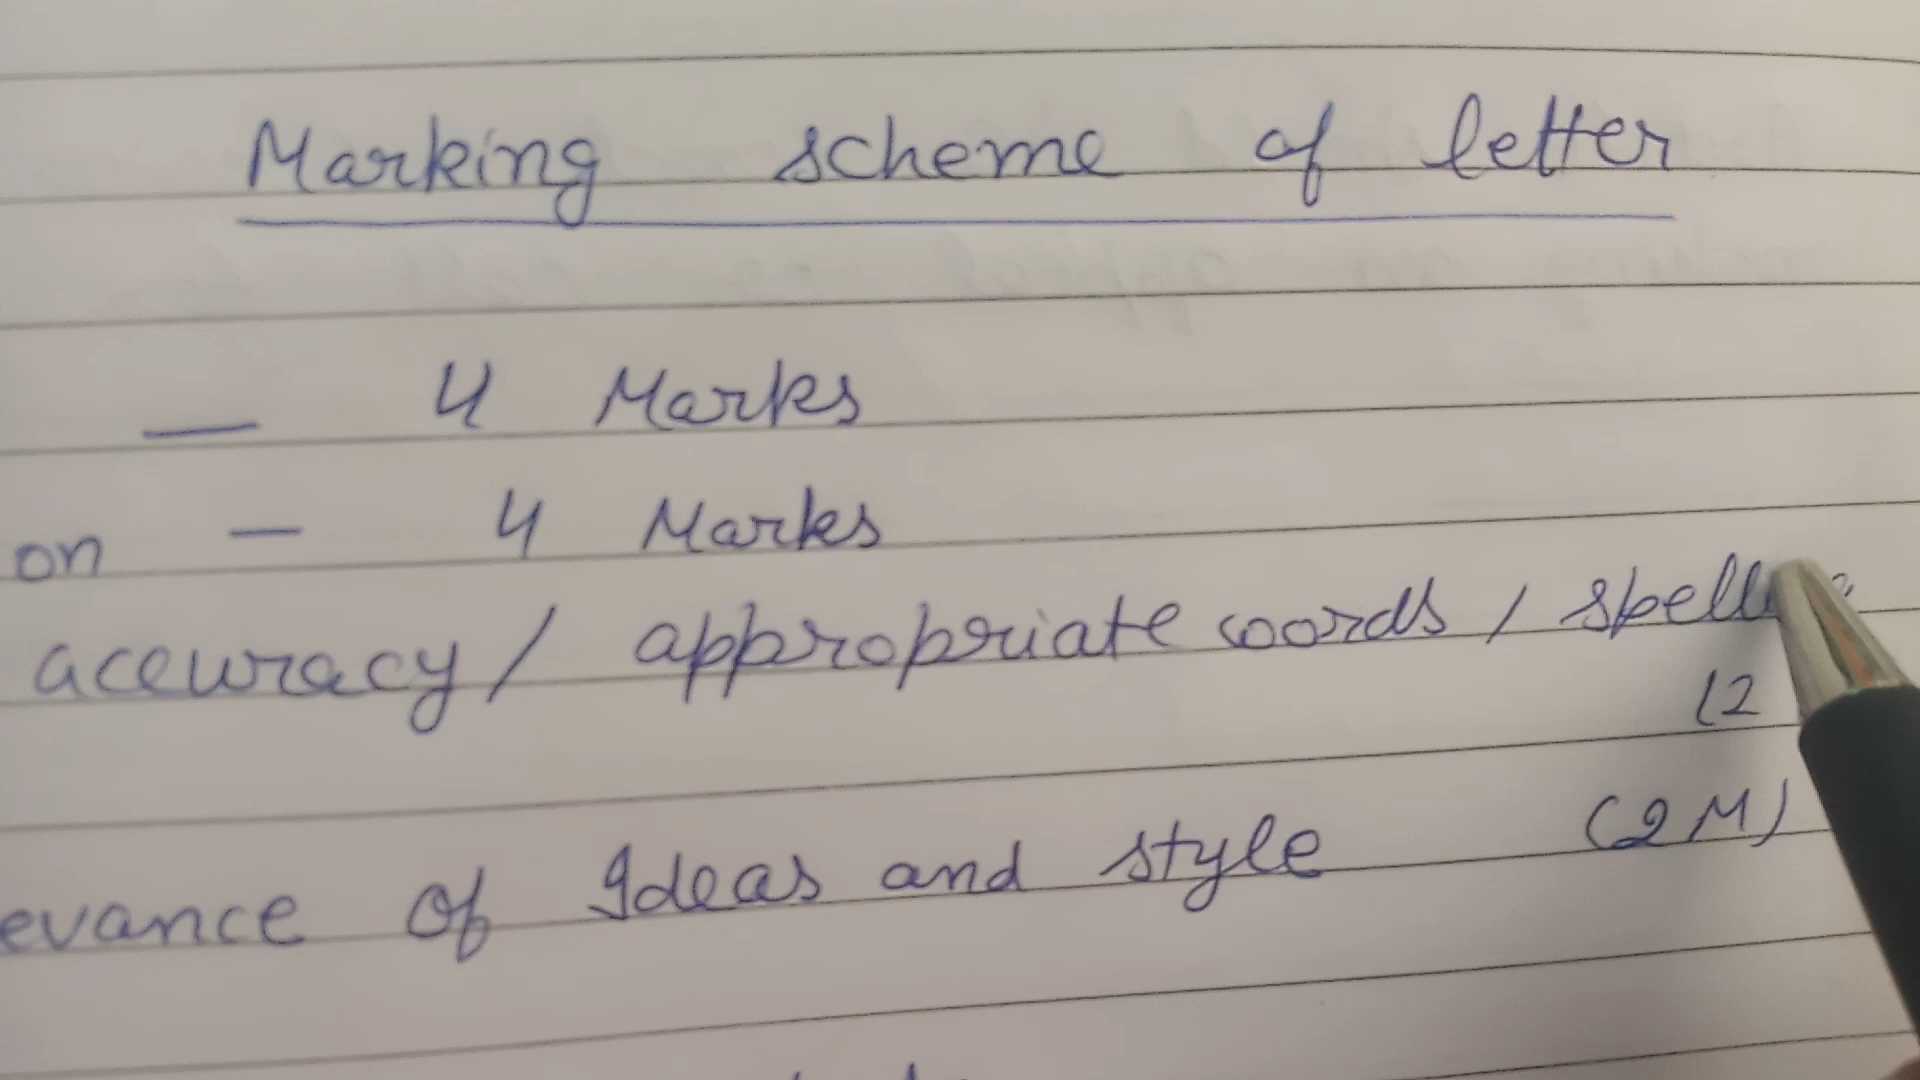 Marking scheme of letter
— 4 Marks
on — 4 Marks
accuracy / appropriate words / spell
(2
evance of Ideas and style (2M)